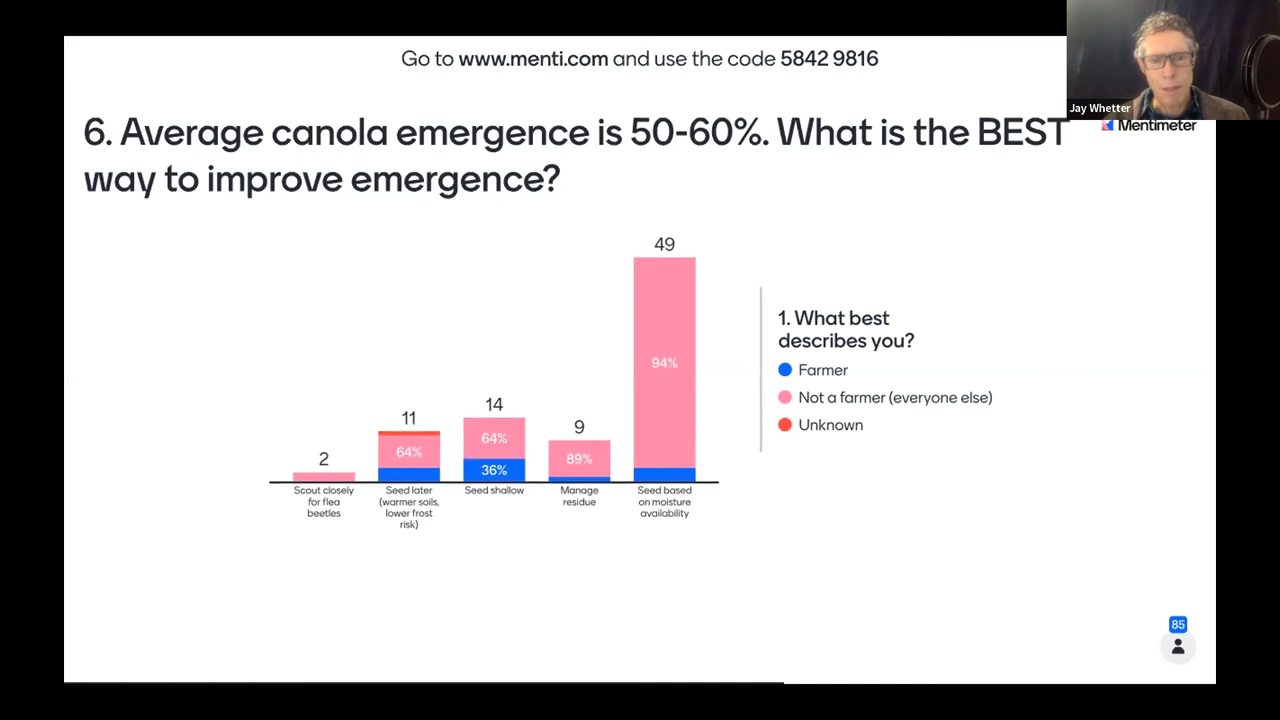 Go to www.menti.com and use the code 5842 9816
Jay Whetter
Mentimeter
6. Average canola emergence is 50-60%. What is the BEST
way to improve emergence?
49
94%
14
64%
36%
11
64%
9
89%
2
Scout closely
for flea
beetles
Seed later
(warmer soils,
lower frost
risk)
Seed shallow
Manage
residue
Seed based
on moisture
availability
1. What best
describes you?
Farmer
Not a farmer (everyone else)
Unknown
85